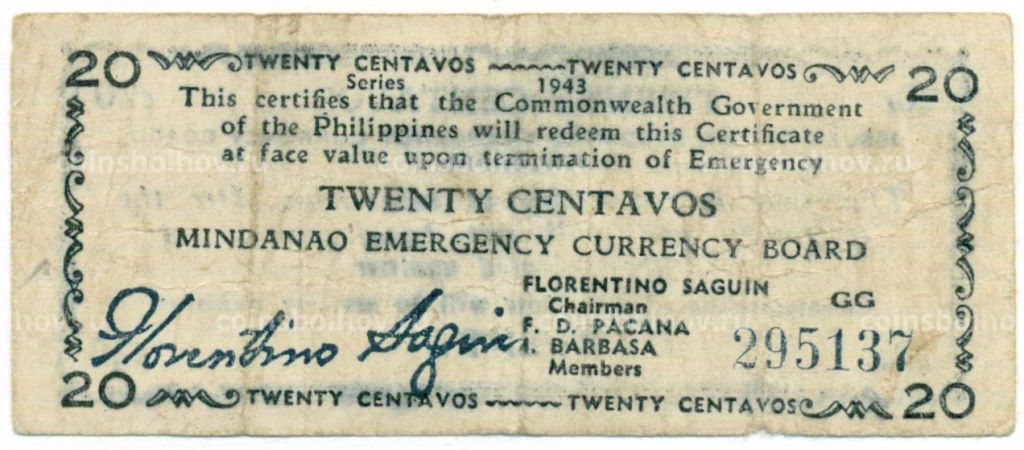 20 TWENTY CENTAVOS TWENTY CENTAVOS 20
Series 1943
This certifies that the Commonwealth Government
of the Philippines will redeem this Certificate
at face value upon termination of Emergency
TWENTY CENTAVOS
MINDANAO EMERGENCY CURRENCY BOARD
FLORENTINO SAGUIN
Chairman
F. D. PACANA
I. BARBASA
Members
GG
295137
Florentino Saguin
20 TWENTY CENTAVOS TWENTY CENTAVOS 20
coinsbolhov.ru